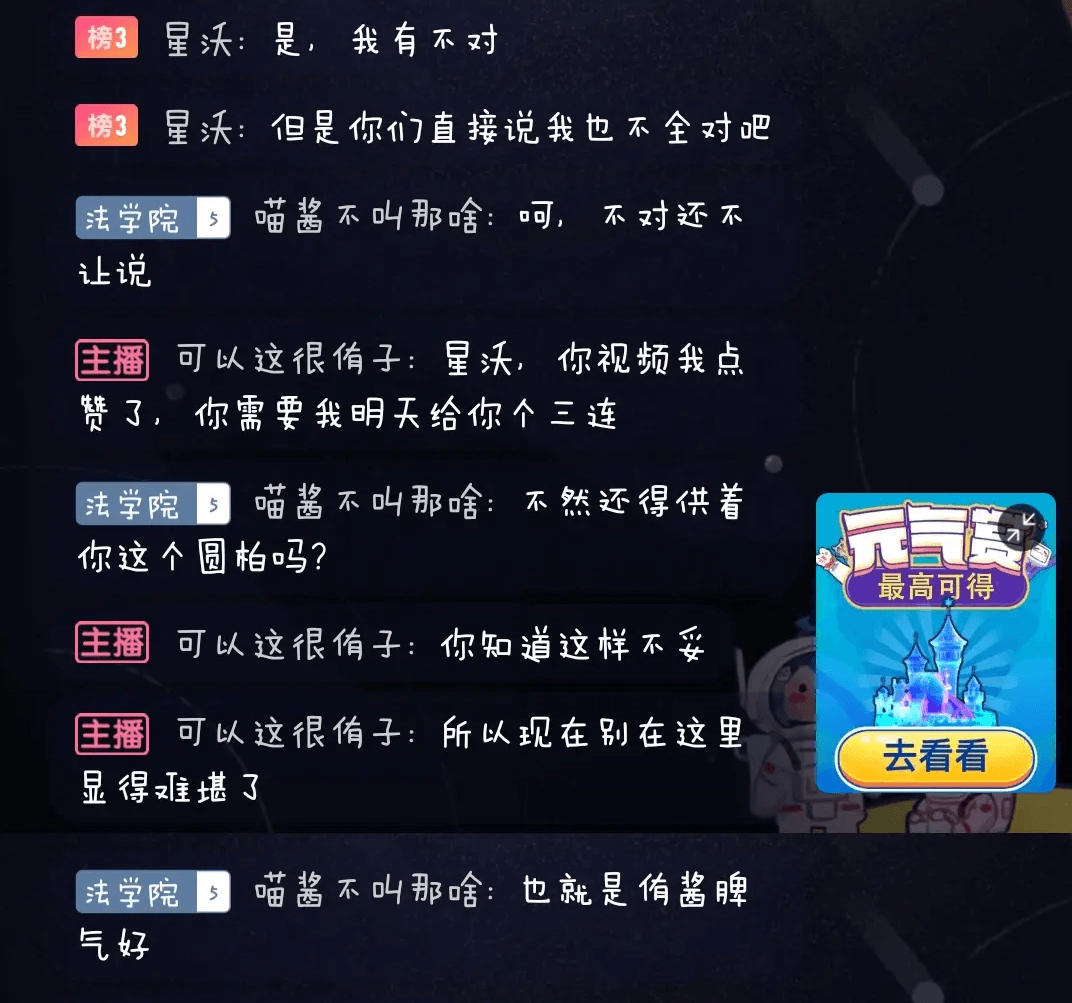 榜3 星沃：是，我有不对
榜3 星沃：但是你们直接说我也不全对吧
法学院 5 喵酱不叫那啥：呵，不对还不
让说
主播 可以这很侑子：星沃，你视频我点
赞了，你需要我明天给你个三连
法学院 5 喵酱不叫那啥：不然还得供着
你这个圆柏吗？
主播 可以这很侑子：你知道这样不妥
主播 可以这很侑子：所以现在别在这里
显得难堪了
法学院 5 喵酱不叫那啥：也就是侑酱脾
气好
元气赏
最高可得
去看看